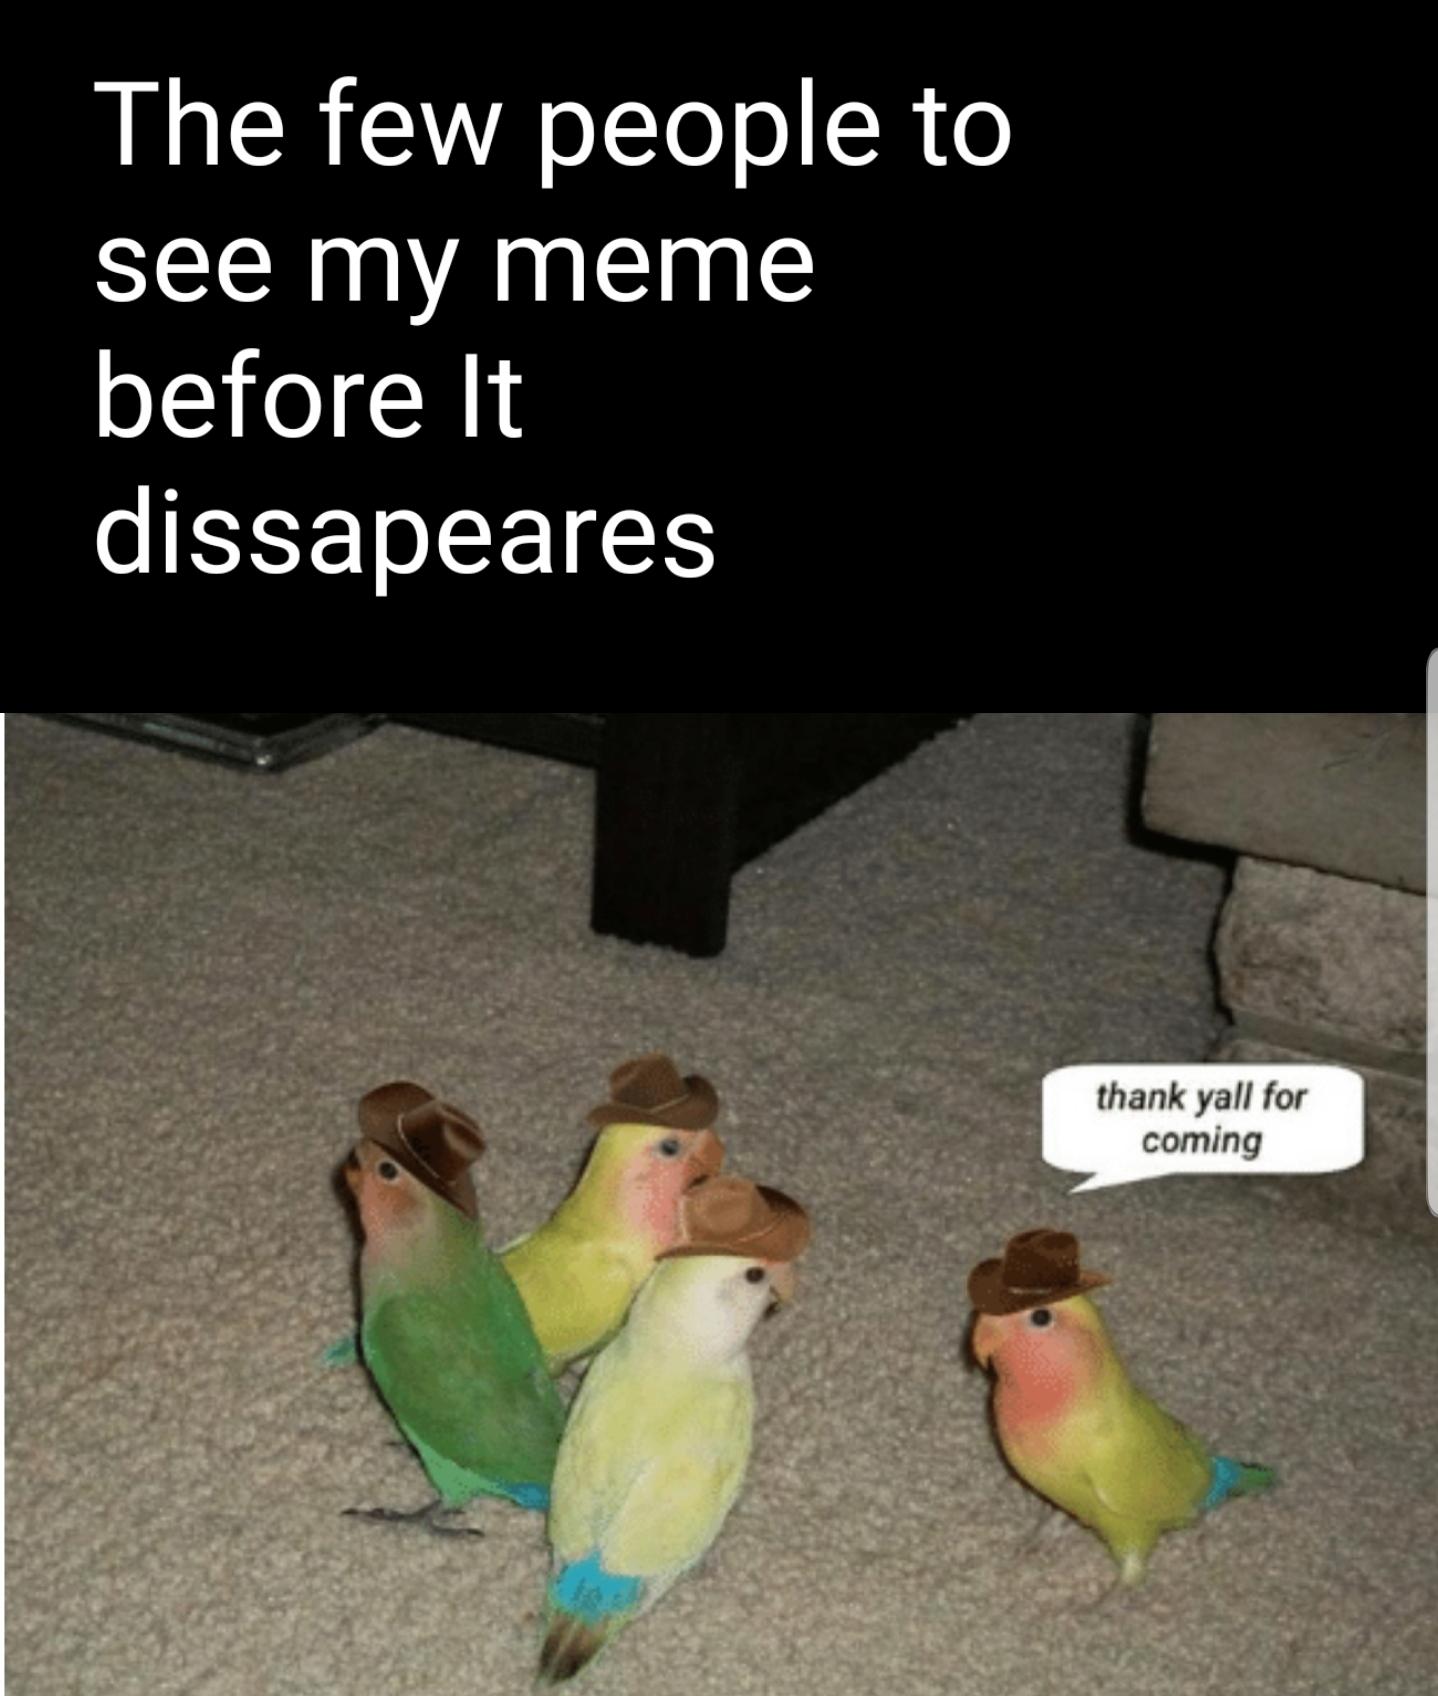 The few people to
see my meme
before It
dissapeares
thank yall for
coming